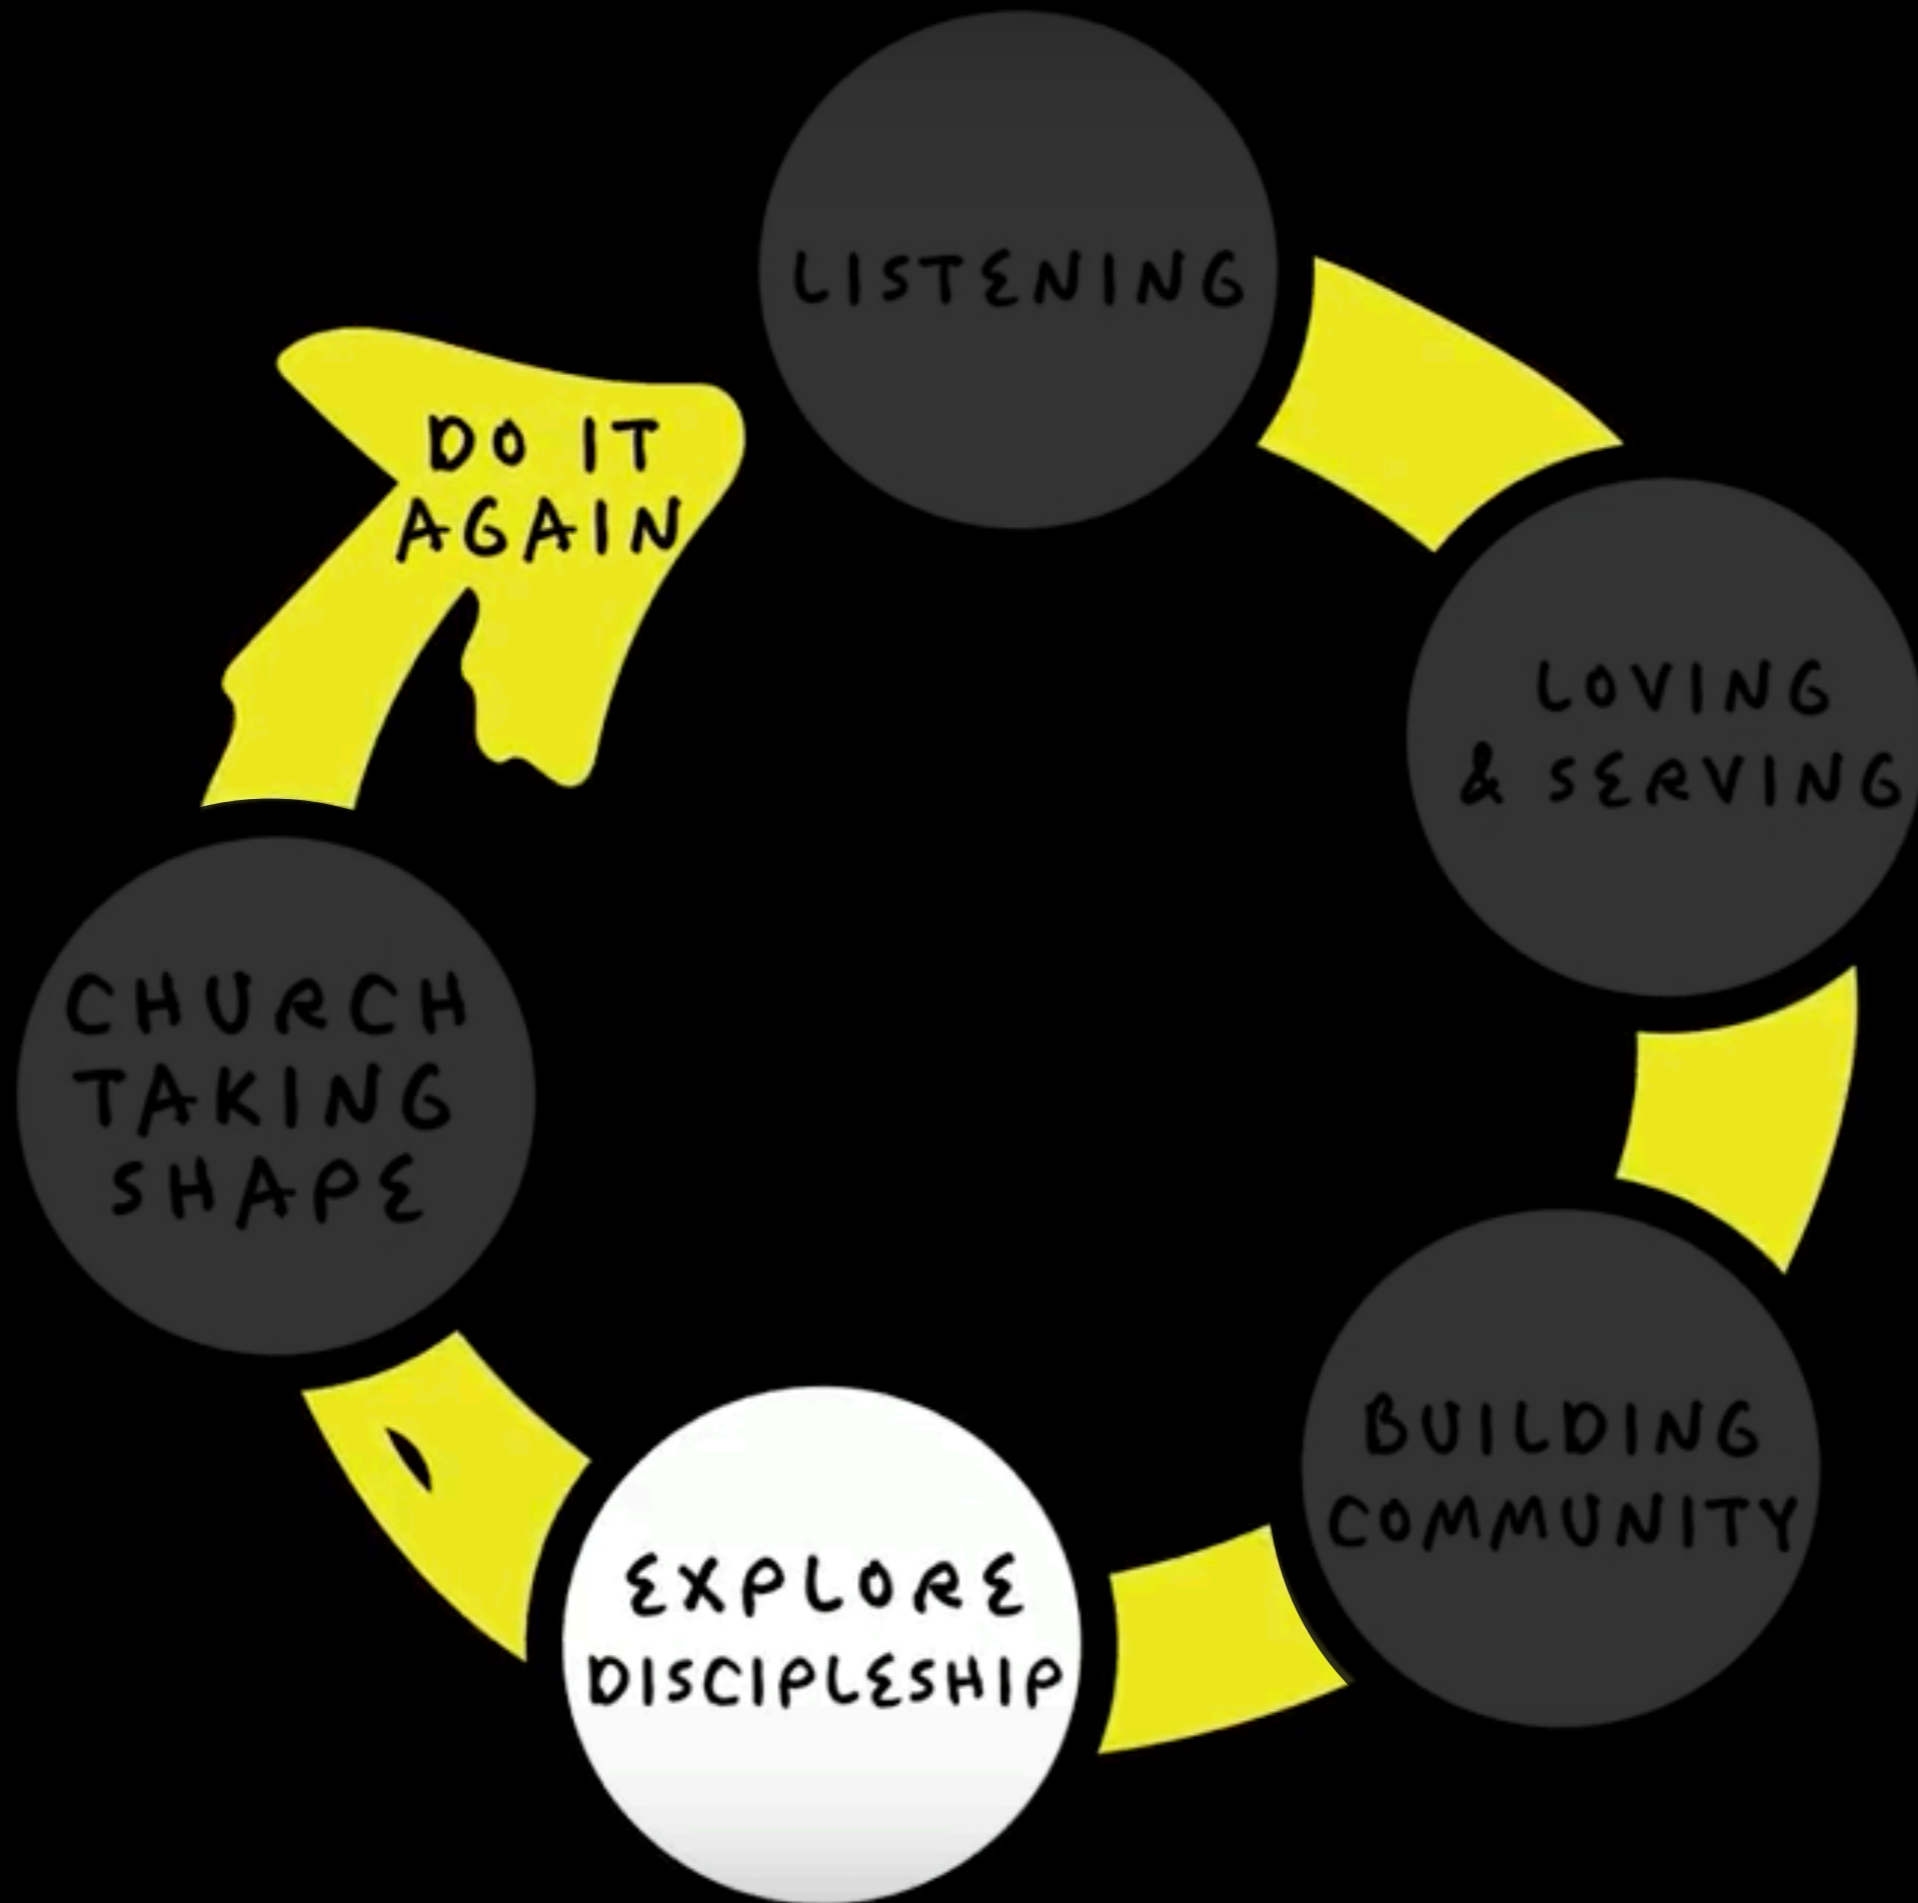 LISTENING
LOVING
& SERVING
BUILDING
COMMUNITY
EXPLORE
DISCIPLESHIP
CHURCH
TAKING
SHAPE
DO IT
AGAIN